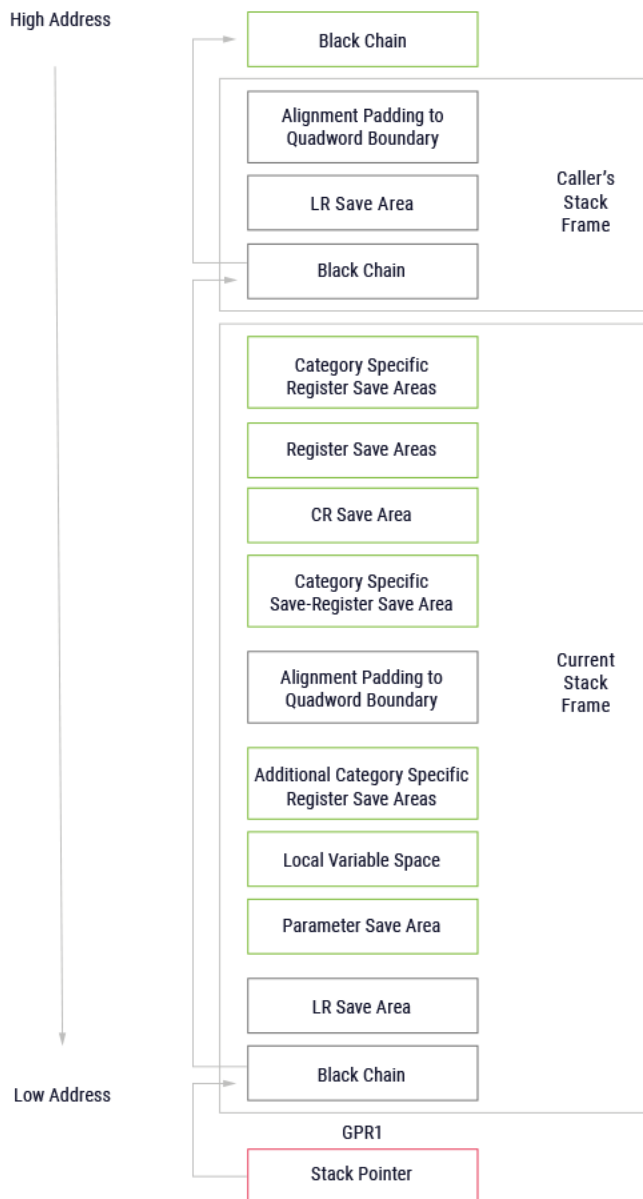 High Address
Black Chain
Alignment Padding to
Quadword Boundary
LR Save Area
Black Chain
Caller's
Stack
Frame
Category Specific
Register Save Areas
Register Save Areas
CR Save Area
Category Specific
Save-Register Save Area
Alignment Padding to
Quadword Boundary
Current
Stack
Frame
Additional Category Specific
Register Save Areas
Local Variable Space
Parameter Save Area
LR Save Area
Black Chain
Low Address
GPR1
Stack Pointer